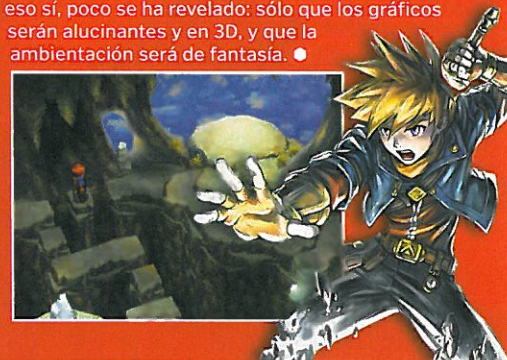 eso sí, poco se ha revelado: sólo que los gráficos
serán alucinantes y en 3D, y que la
ambientación será de fantasía.